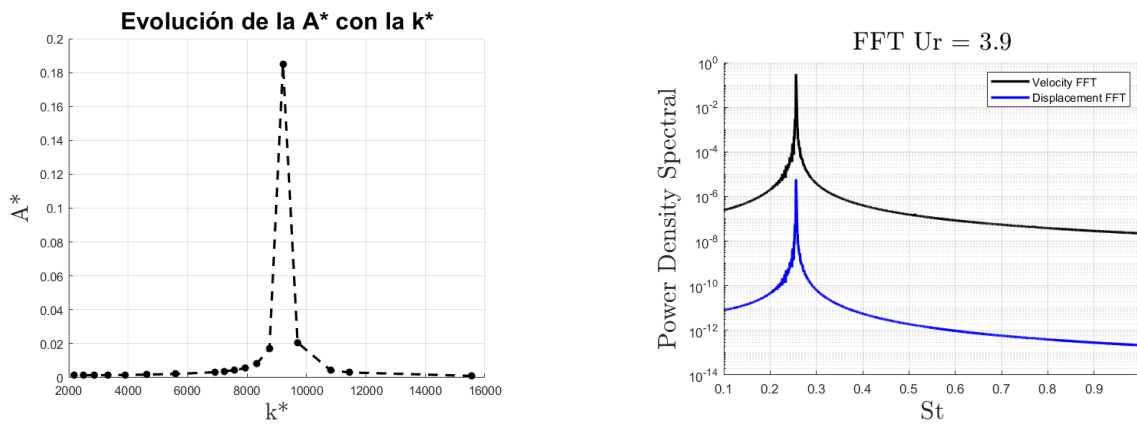 Evolución de la A* con la k*
0.2
0.18
0.16
0.14
0.12
0.1
0.08
0.06
0.04
0.02
0
A*
2000 4000 6000 8000 10000 12000 14000 16000
k*
FFT Ur = 3.9
Velocity FFT
Displacement FFT
10^0
10^-2
10^-4
10^-6
10^-8
10^-10
10^-12
10^-14
Power Density Spectral
0.1 0.2 0.3 0.4 0.5 0.6 0.7 0.8 0.9
St